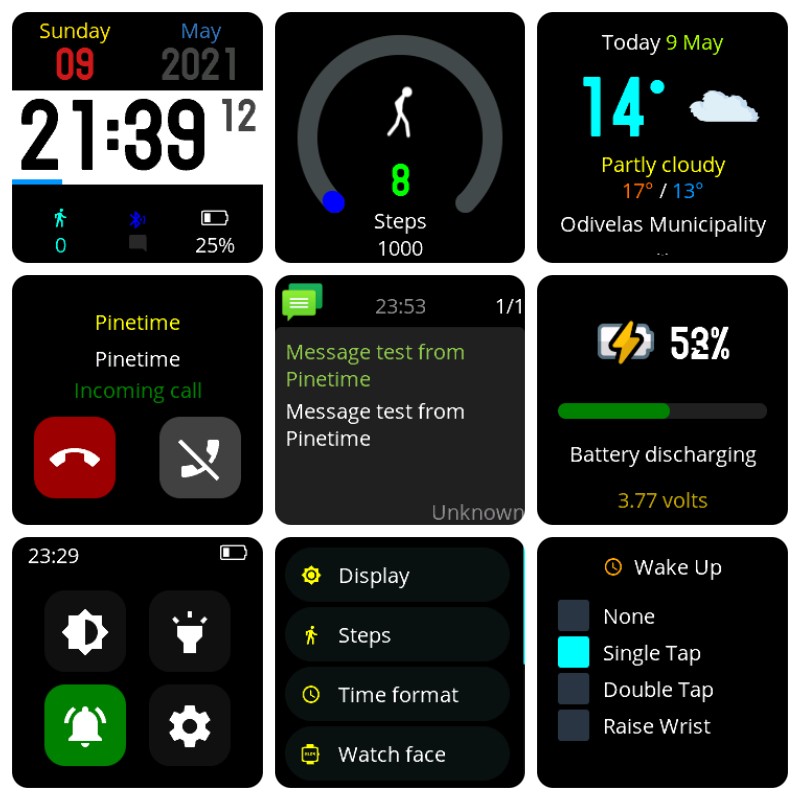 Sunday
May
09
2021
21:39
12
0
25%
8
Steps
1000
Today 9 May
14°
Partly cloudy
17° / 13°
Odivelas Municipality
Pinetime
Pinetime
Incoming call
23:53
1/1
Message test from
Pinetime
Message test from
Pinetime
Unknown
Battery discharging
3.77 volts
23:29
Display
Steps
Time format
Watch face
Wake Up
None
Single Tap
Double Tap
Raise Wrist